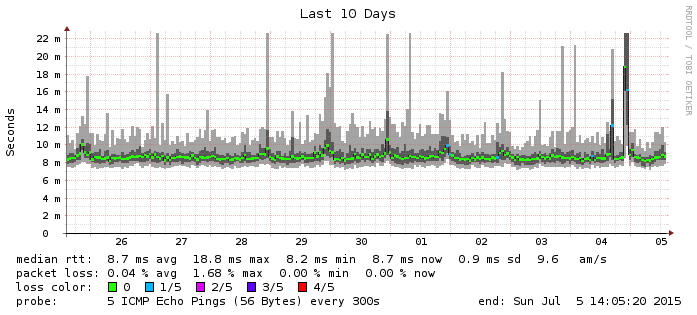 Last 10 Days
RRDTOOL / TOBI OETIKER
Seconds
22 m
20 m
18 m
16 m
14 m
12 m
10 m
8 m
6 m
4 m
2 m
0
26 27 28 29 30 01 02 03 04 05
median rtt: 8.7 ms avg 18.8 ms max 8.2 ms min 8.7 ms now 0.9 ms sd 9.6 am/s
packet loss: 0.04 % avg 1.68 % max 0.00 % min 0.00 % now
loss color: 0 1/5 2/5 3/5 4/5
probe: 5 ICMP Echo Pings (56 Bytes) every 300s end: Sun Jul 5 14:05:20 2015